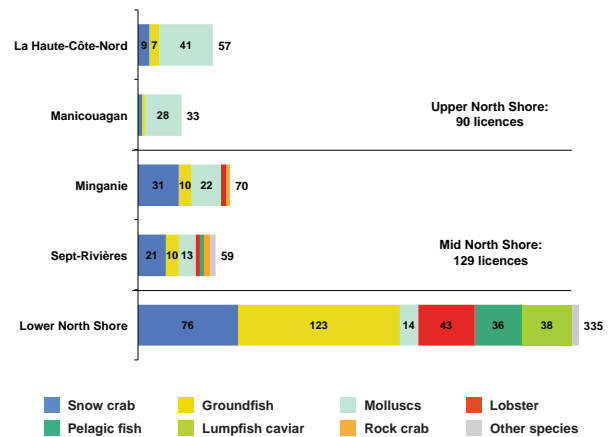 La Haute-Côte-Nord 9 7 41 57
Manicouagan 28 33
Upper North Shore:
90 licences
Minganie 31 10 22 70
Sept-Rivières 21 10 13 59
Mid North Shore:
129 licences
Lower North Shore 76 123 14 43 36 38 335
Snow crab Groundfish Molluscs Lobster
Pelagic fish Lumpfish caviar Rock crab Other species